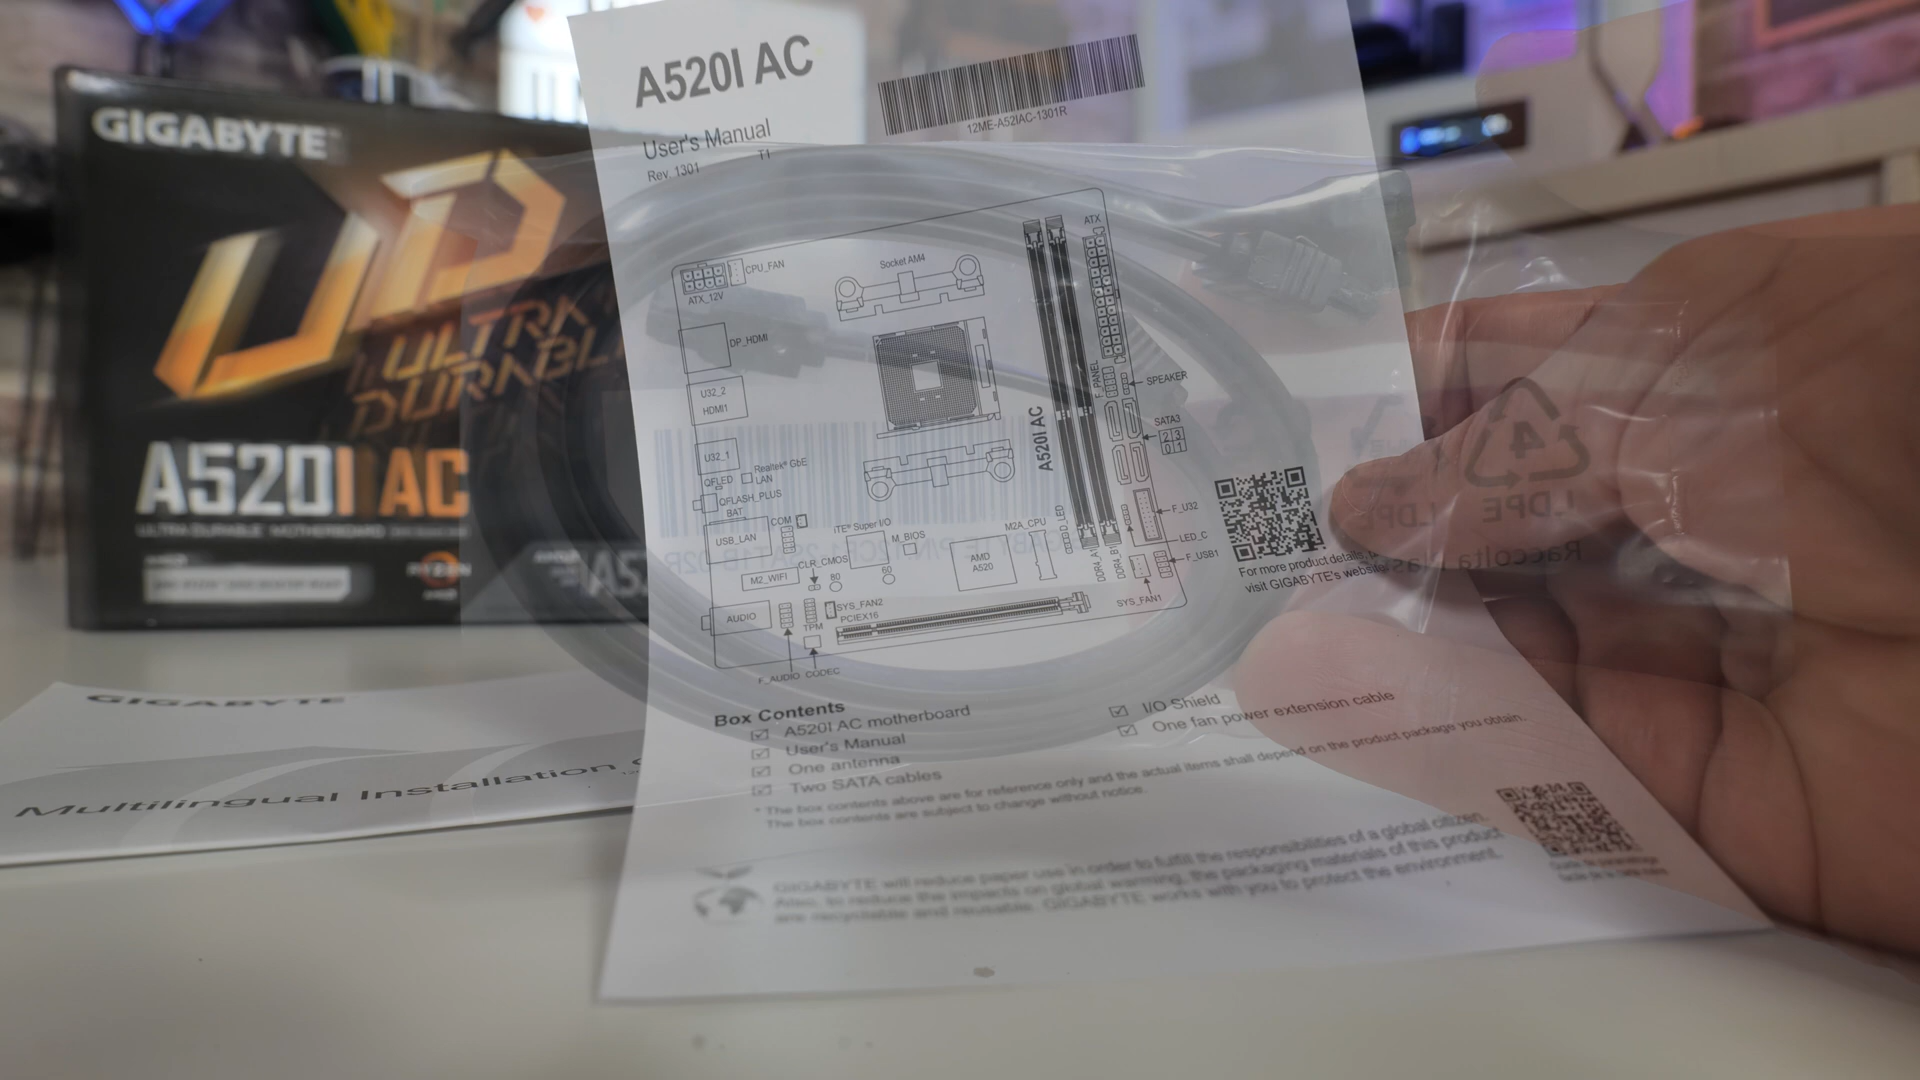 GIGABYTE
ULTRA
DURABLE
A520I AC
ULTRA DURABLE MOTHERBOARD
RYZEN
GIGABYTE
Multilingual Installation
A520I AC
12ME-A52IAC-1301R
User's Manual
Rev. 1301
T1
ATX
CPU_FAN
Socket AM4
ATX_12V
DP_HDMI
F_PANEL
SPEAKER
U32_2
HDMI1
A520I AC
SATA3
2 3
0 1
U32_1
Realtek® GbE
LAN
QFLED
QFLASH_PLUS
BAT
COM
iTE® Super I/O
M2A_CPU
D_LED
F_U32
USB_LAN
M_BIOS
LED_C
CLR_CMOS
AMD
A520
DDR4_A1
DDR4_B1
F_USB1
M2_WIFI
80
60
AUDIO
SYS_FAN2
PCIEX16
SYS_FAN1
TPM
F_AUDIO
CODEC
For more product details,
visit GIGABYTE's website.
4
LDPE
Raccolta
Box Contents
A520I AC motherboard
User's Manual
One antenna
Two SATA cables
I/O Shield
One fan power extension cable
* The box contents above are for reference only and the actual items shall depend on the product package you obtain.
The box contents are subject to change without notice.
GIGABYTE will reduce paper use in order to fulfill the responsibilities of a global citizen.
Also, to reduce the impacts on global warming, the packaging materials of this product
are recyclable and reusable. GIGABYTE works with you to protect the environment.